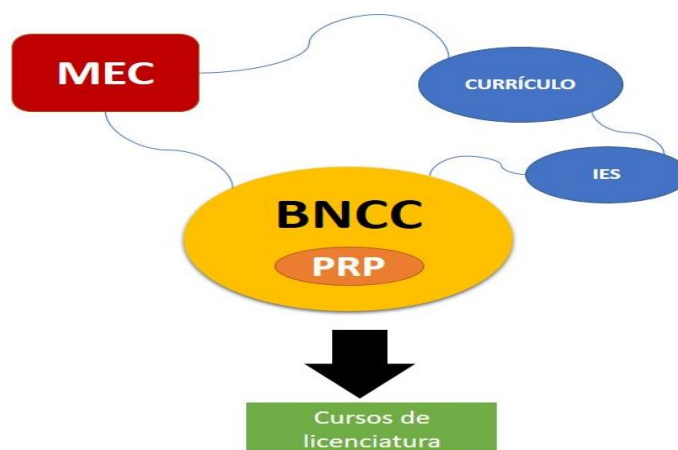 MEC
CURRÍCULO
IES
BNCC
PRP
Cursos de
licenciatura